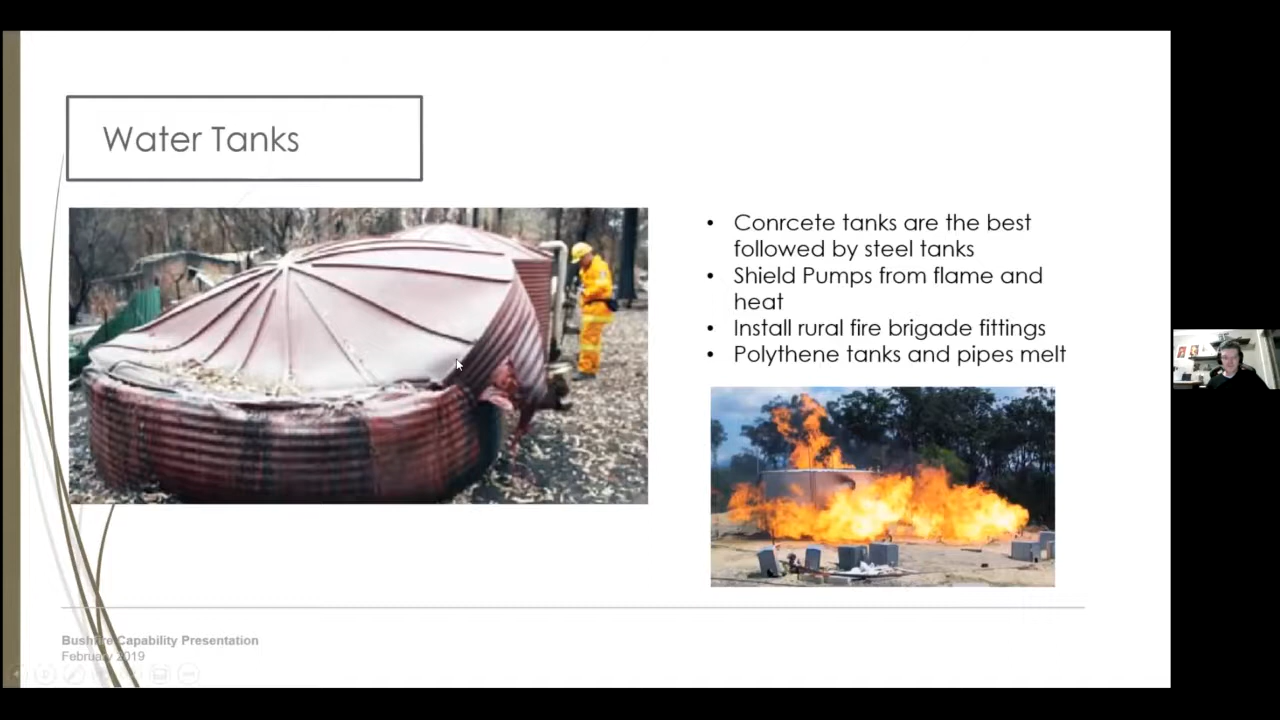 Water Tanks
• Conrcete tanks are the best
followed by steel tanks
• Shield Pumps from flame and
heat
• Install rural fire brigade fittings
• Polythene tanks and pipes melt
Bushfire Capability Presentation
February 2019